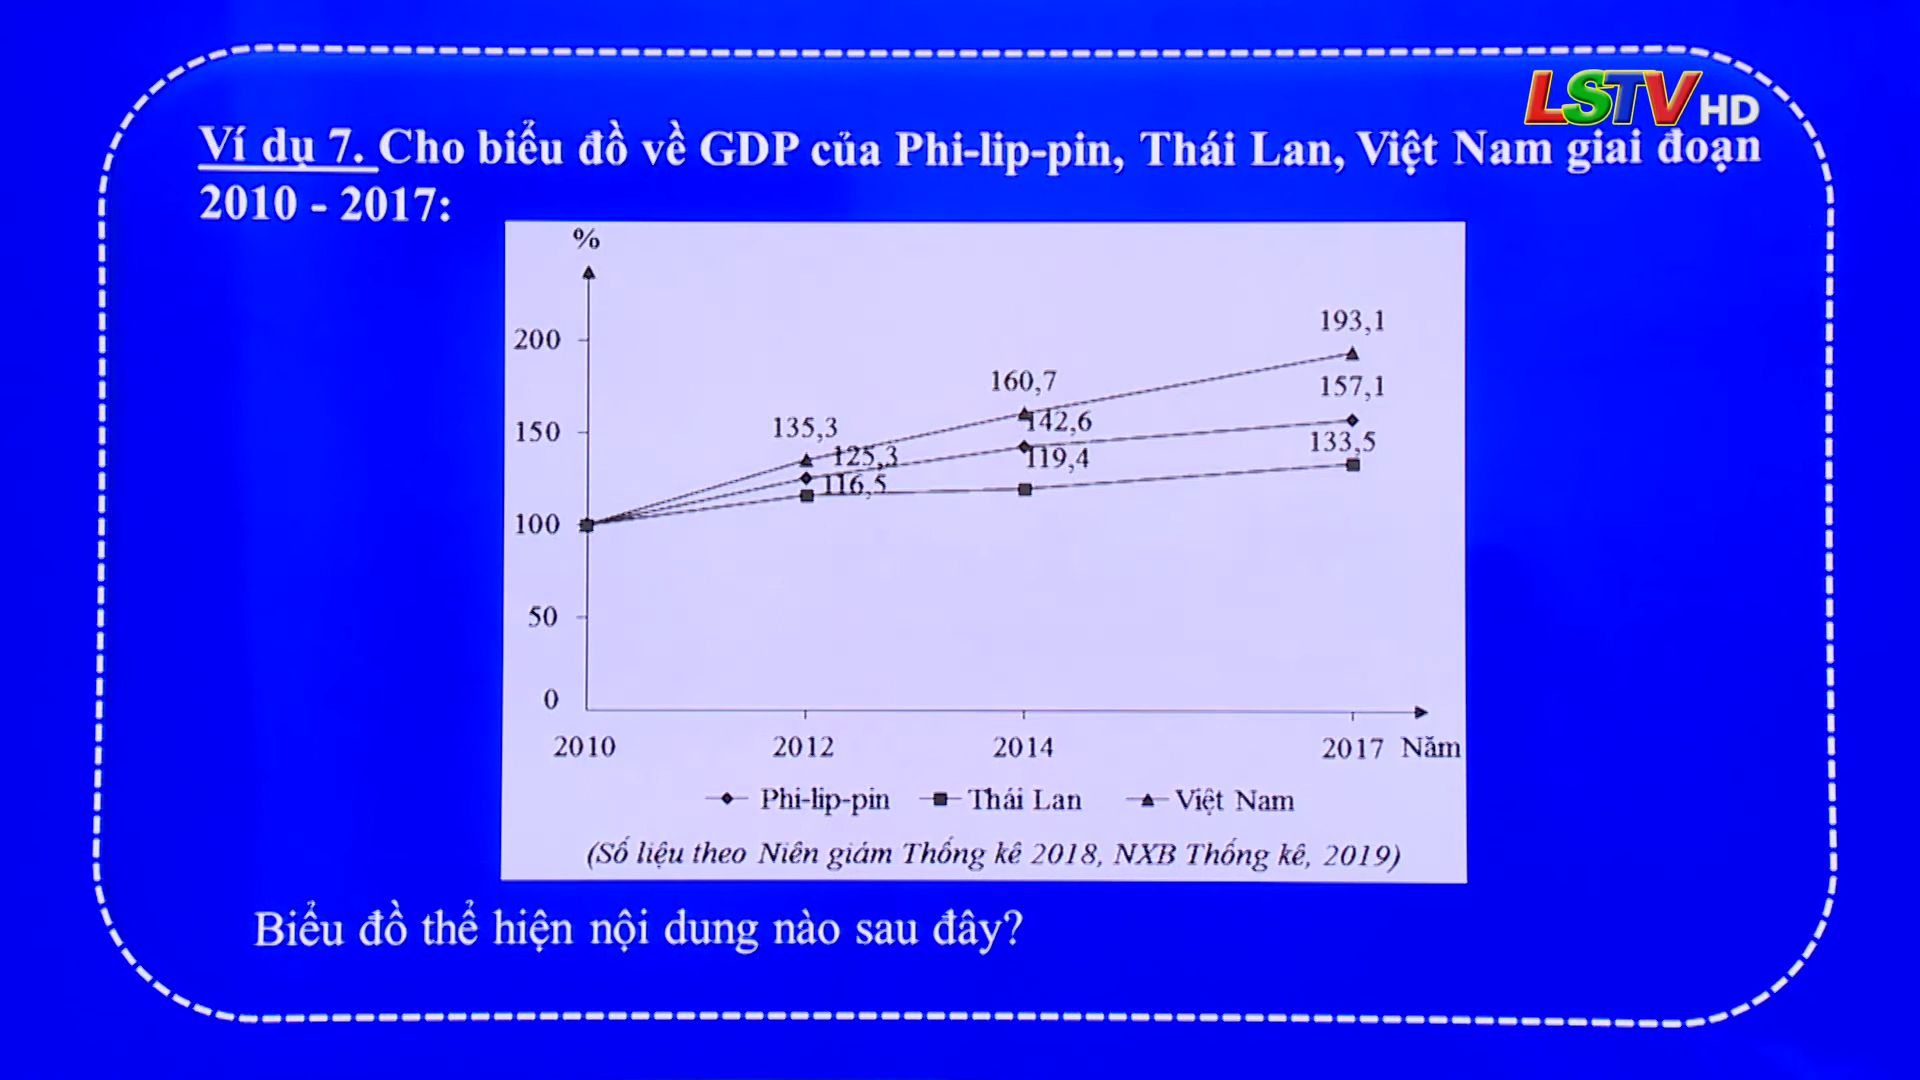 LSTV HD
Ví dụ 7. Cho biểu đồ về GDP của Phi-lip-pin, Thái Lan, Việt Nam giai đoạn
2010 - 2017:
%
200
150
100
50
0
193,1
160,7
157,1
135,3
142,6
133,5
125,3
119,4
116,5
2010 2012 2014 2017 Năm
Phi-lip-pin Thái Lan Việt Nam
(Số liệu theo Niên giám Thống kê 2018, NXB Thống kê, 2019)
Biểu đồ thể hiện nội dung nào sau đây?